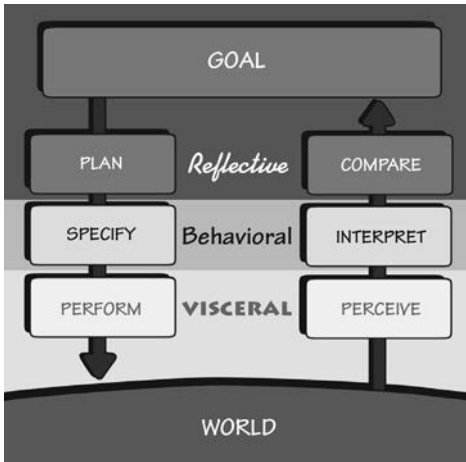 GOAL
PLAN Reflective COMPARE
SPECIFY Behavioral INTERPRET
PERFORM VISCERAL PERCEIVE
WORLD